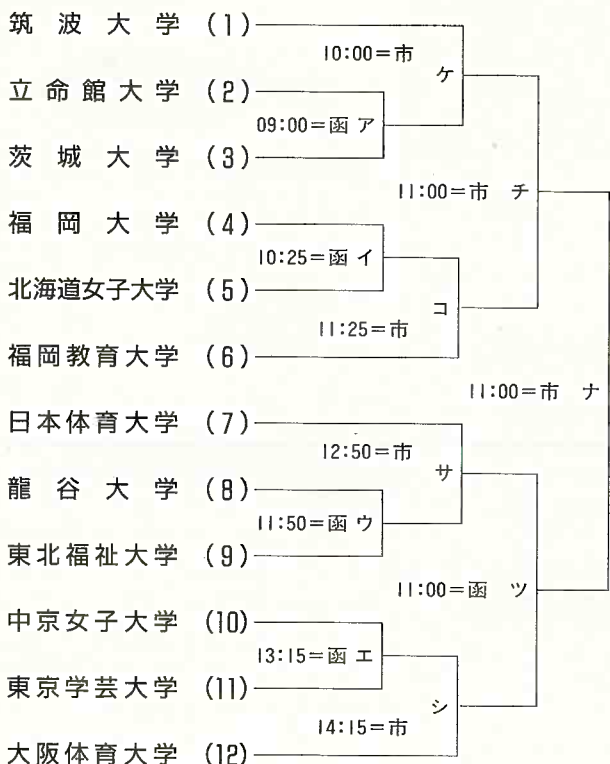 筑波大学 (1)
10:00=市 ケ
立命館大学 (2)
09:00=函 ア
茨城大学 (3)
11:00=市 チ
福岡大学 (4)
10:25=函 イ
北海道女子大学 (5)
コ
11:25=市
福岡教育大学 (6)
11:00=市 ナ
日本体育大学 (7)
12:50=市
サ
龍谷大学 (8)
11:50=函 ウ
東北福祉大学 (9)
11:00=函 ツ
中京女子大学 (10)
13:15=函 エ
東京学芸大学 (11)
シ
14:15=市
大阪体育大学 (12)